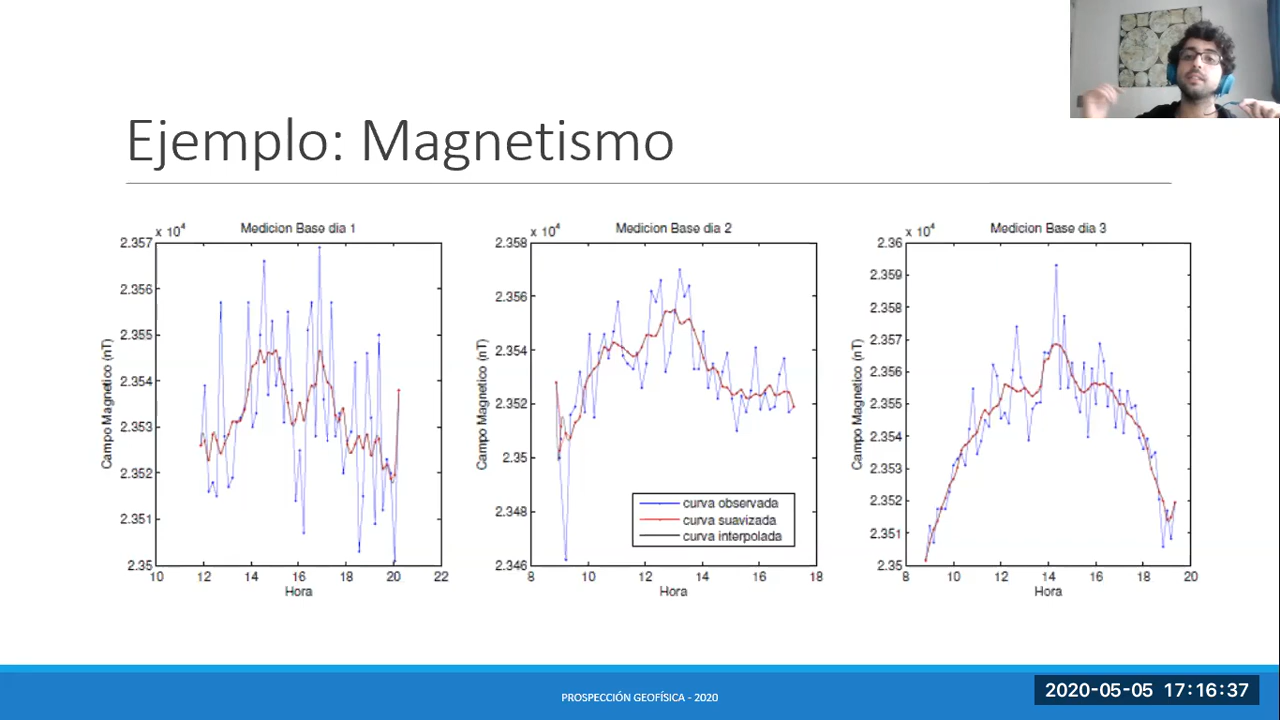 Ejemplo: Magnetismo
Medicion Base dia 1
x 10⁴
2.357
2.356
2.355
2.354
2.353
2.352
2.351
2.35
Campo Magnetico (nT)
10 12 14 16 18 20 22
Hora
Medicion Base dia 2
x 10⁴
2.358
2.356
2.354
2.352
2.35
2.348
2.346
Campo Magnetico (nT)
curva observada
curva suavizada
curva interpolada
8 10 12 14 16 18
Hora
Medicion Base dia 3
x 10⁴
2.36
2.359
2.358
2.357
2.356
2.355
2.354
2.353
2.352
2.351
2.35
Campo Magnetico (nT)
8 10 12 14 16 18 20
Hora
PROSPECCIÓN GEOFÍSICA - 2020
2020-05-05 17:16:37